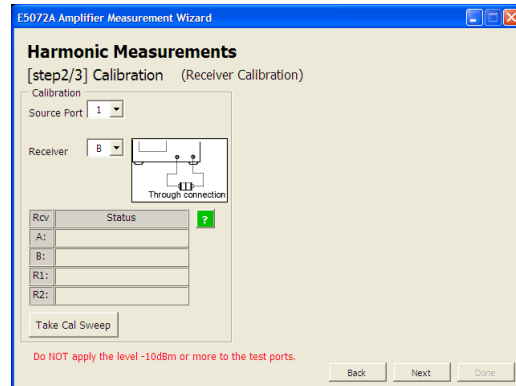 E5072A Amplifier Measurement Wizard
Harmonic Measurements
[step2/3] Calibration (Receiver Calibration)
Calibration
Source Port 1
Receiver B
Through connection
Rcv Status ?
A:
B:
R1:
R2:
Take Cal Sweep
Do NOT apply the level -10dBm or more to the test ports.
Back Next Done